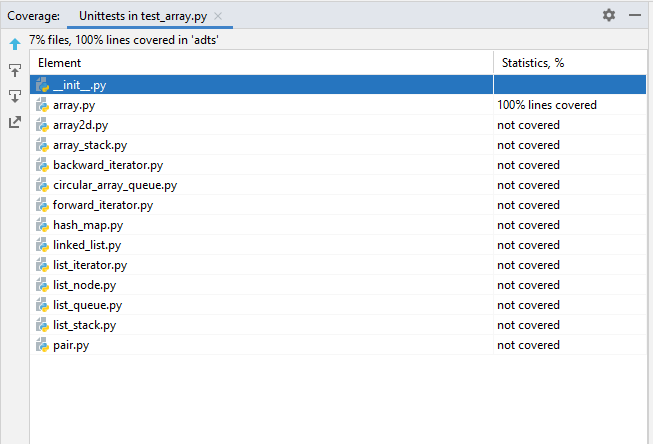 Coverage: Unittests in test_array.py
7% files, 100% lines covered in 'adts'
Element Statistics, %
__init__.py
array.py 100% lines covered
array2d.py not covered
array_stack.py not covered
backward_iterator.py not covered
circular_array_queue.py not covered
forward_iterator.py not covered
hash_map.py not covered
linked_list.py not covered
list_iterator.py not covered
list_node.py not covered
list_queue.py not covered
list_stack.py not covered
pair.py not covered